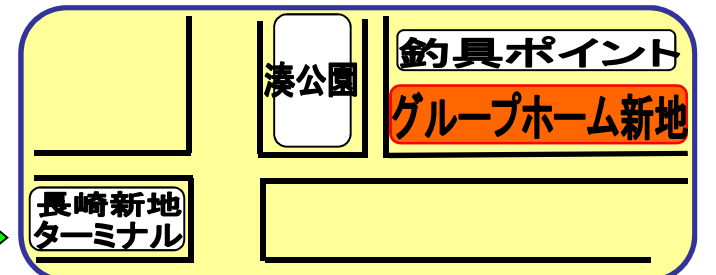 釣具ポイント
湊公園
グループホーム新地
長崎新地
ターミナル